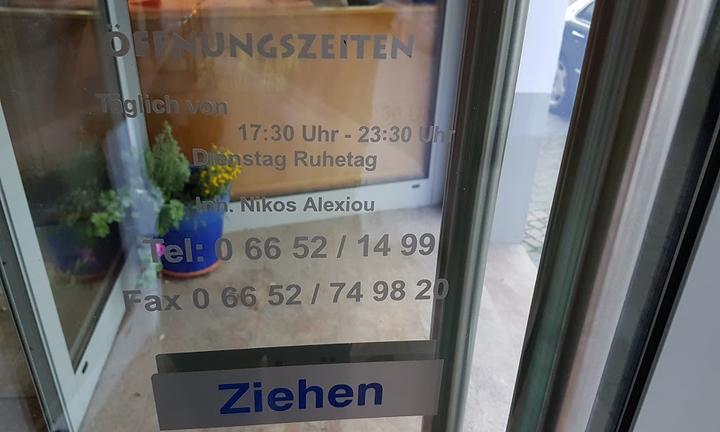 ÖFFNUNGSZEITEN
Täglich von
17:30 Uhr - 23:30 Uhr
Dienstag Ruhetag
Inh. Nikos Alexiou
Tel: 0 66 52 / 14 99
Fax 0 66 52 / 74 98 20
Ziehen